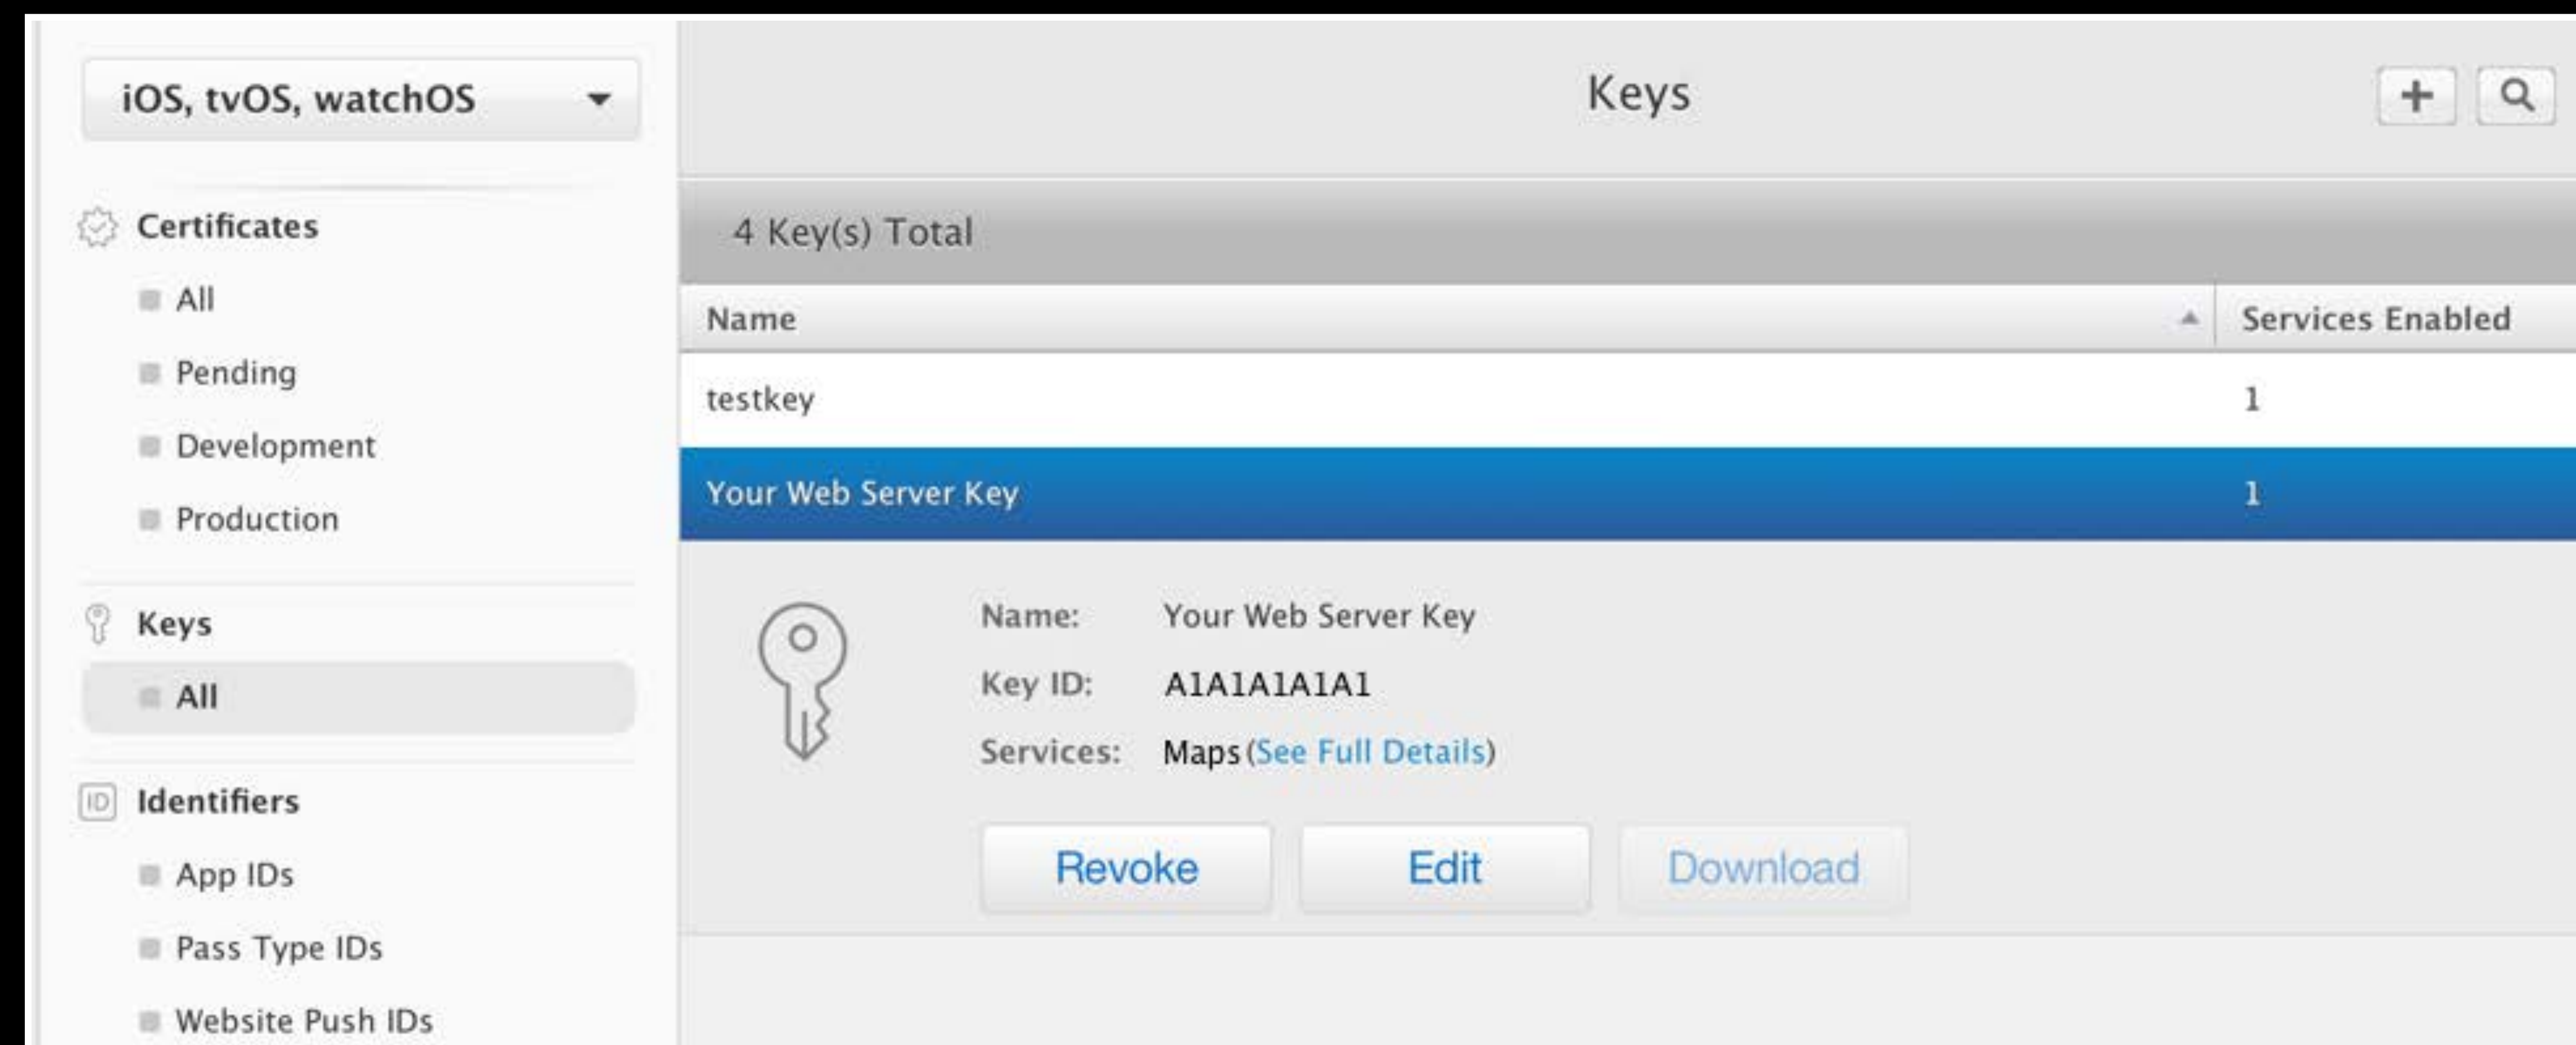 iOS, tvOS, watchOS
Certificates
All
Pending
Development
Production
Keys
All
ID Identifiers
App IDs
Pass Type IDs
Website Push IDs
Keys
4 Key(s) Total
Name Services Enabled
testkey 1
Your Web Server Key 1
Name: Your Web Server Key
Key ID: A1A1A1A1A1
Services: Maps (See Full Details)
Revoke Edit Download